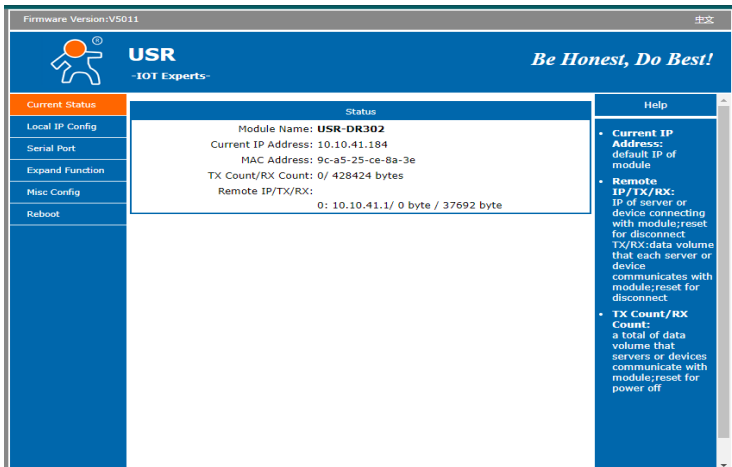 Firmware Version:V5011
中文
®
USR
-IOT Experts-
Be Honest, Do Best!
Current Status
Local IP Config
Serial Port
Expand Function
Misc Config
Reboot
Status
Module Name: USR-DR302
Current IP Address: 10.10.41.184
MAC Address: 9c-a5-25-ce-8a-3e
TX Count/RX Count: 0/ 428424 bytes
Remote IP/TX/RX:
0: 10.10.41.1/ 0 byte / 37692 byte
Help
• Current IP
Address:
default IP of
module
• Remote
IP/TX/RX:
IP of server or
device connecting
with module;reset
for disconnect
TX/RX:data volume
that each server or
device
communicates with
module;reset for
disconnect
• TX Count/RX
Count:
a total of data
volume that
servers or devices
communicate with
module;reset for
power off